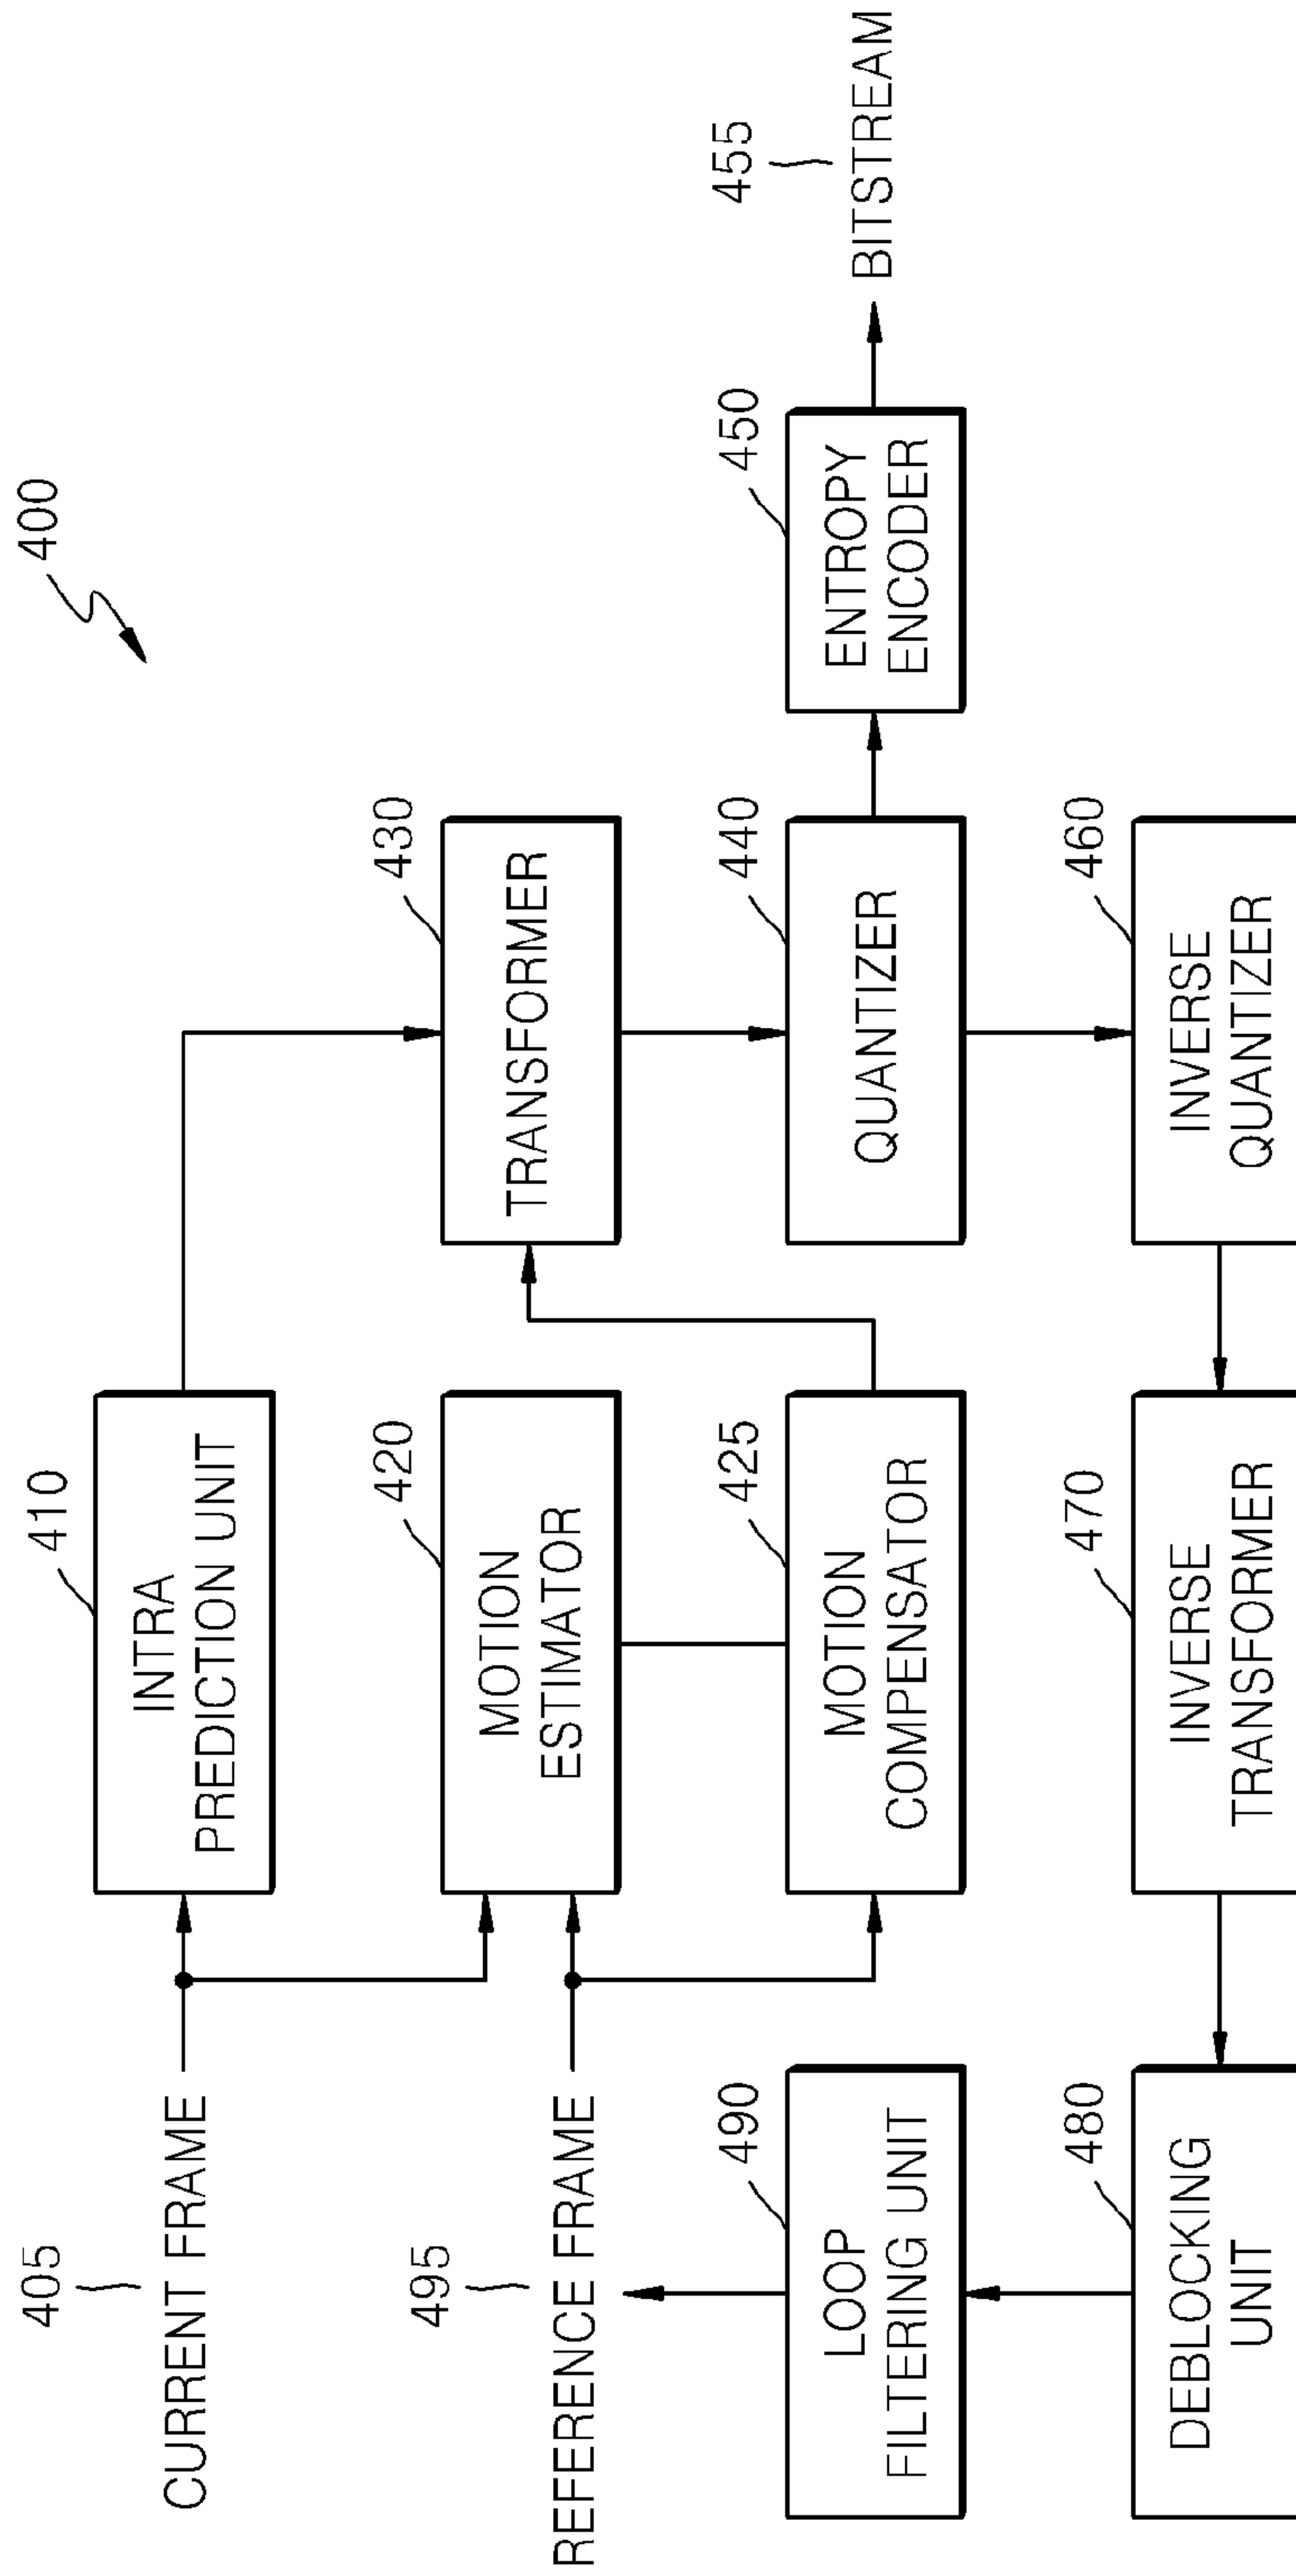 400
405
CURRENT FRAME
410
INTRA
PREDICTION UNIT
495
REFERENCE FRAME
420
MOTION
ESTIMATOR
430
TRANSFORMER
490
LOOP
FILTERING UNIT
425
MOTION
COMPENSATOR
440
QUANTIZER
450
ENTROPY
ENCODER
455
BITSTREAM
480
DEBLOCKING
UNIT
470
INVERSE
TRANSFORMER
460
INVERSE
QUANTIZER